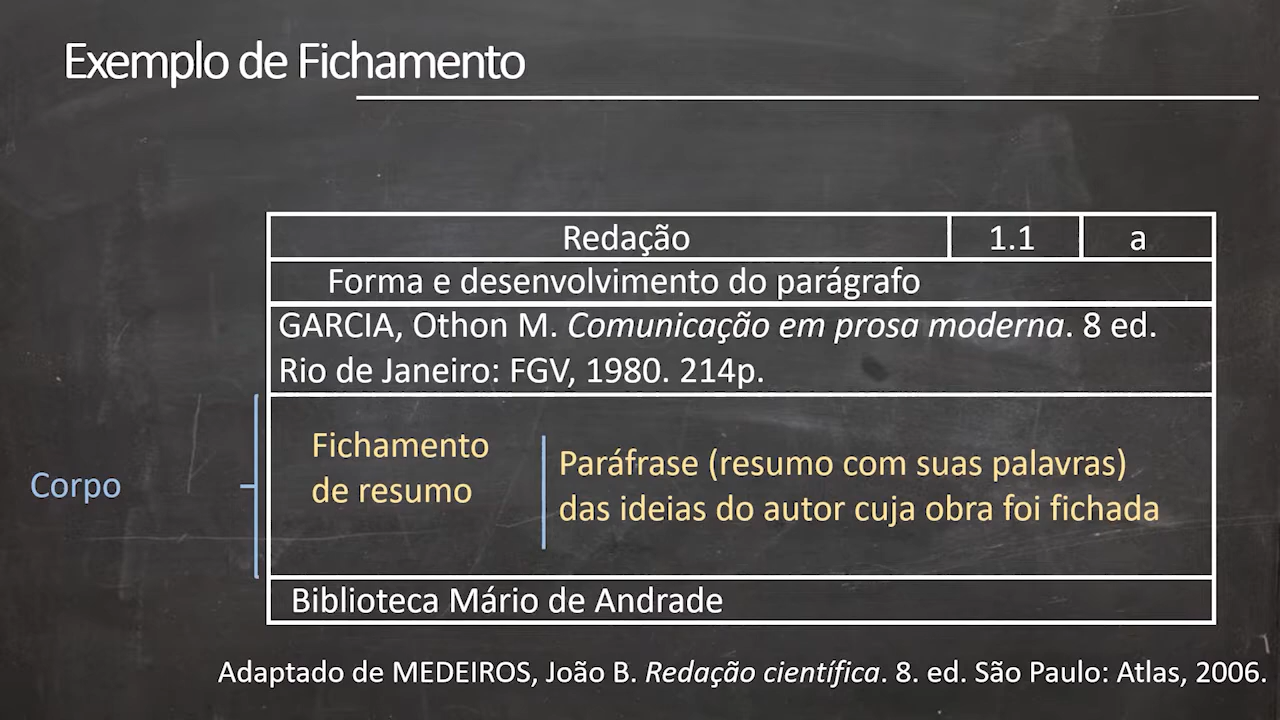 Exemplo de Fichamento
Redação 1.1 a
Forma e desenvolvimento do parágrafo
GARCIA, Othon M. Comunicação em prosa moderna. 8 ed.
Rio de Janeiro: FGV, 1980. 214p.
Corpo
Fichamento
de resumo
Paráfrase (resumo com suas palavras)
das ideias do autor cuja obra foi fichada
Biblioteca Mário de Andrade
Adaptado de MEDEIROS, João B. Redação científica. 8. ed. São Paulo: Atlas, 2006.